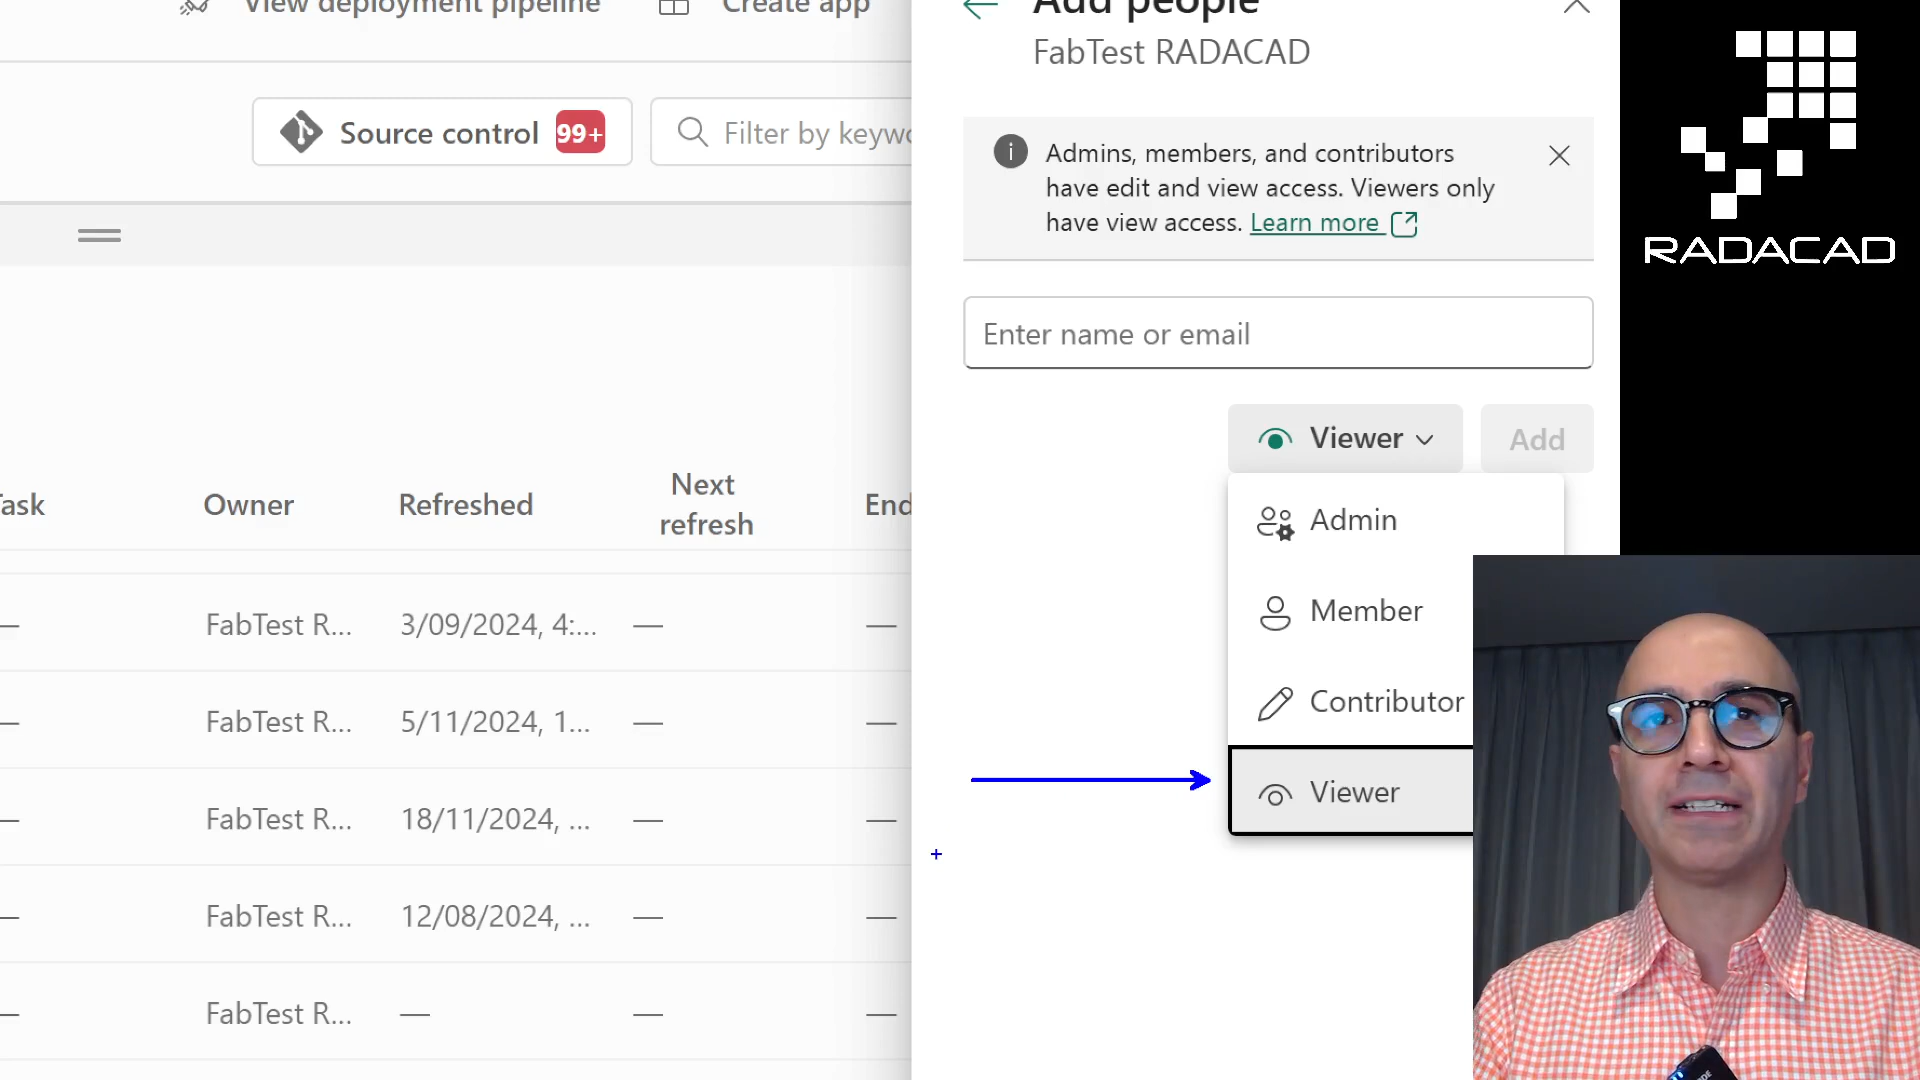 View deployment pipeline
Create app
Source control 99+
Filter by keywo
Task
Owner
Refreshed
Next
refresh
End
FabTest R...
3/09/2024, 4:...
FabTest R...
5/11/2024, 1...
FabTest R...
18/11/2024, ...
FabTest R...
12/08/2024, ...
FabTest R...
Add people
FabTest RADACAD
Admins, members, and contributors
have edit and view access. Viewers only
have view access. Learn more
Enter name or email
Viewer
Add
Admin
Member
Contributor
Viewer
RADACAD